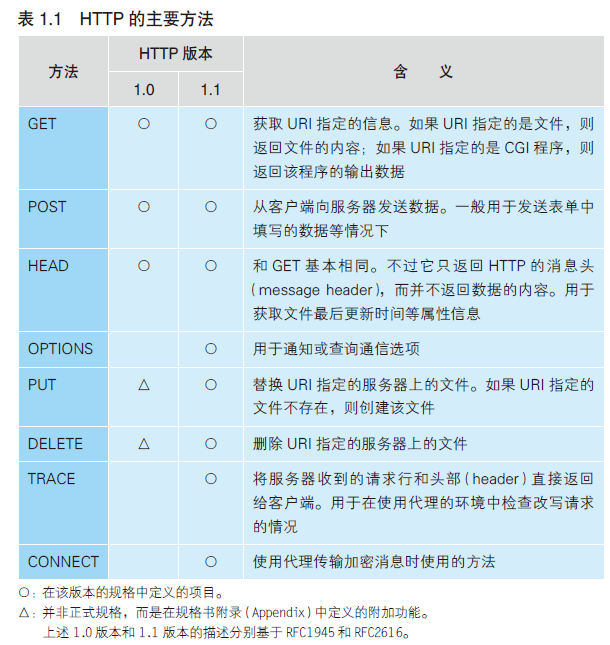 表 1.1 HTTP 的主要方法
方法 HTTP 版本 含 义
1.0 1.1
GET ○ ○ 获取 URI 指定的信息。如果 URI 指定的是文件，则
返回文件的内容；如果 URI 指定的是 CGI 程序，则
返回该程序的输出数据
POST ○ ○ 从客户端向服务器发送数据。一般用于发送表单中
填写的数据等情况下
HEAD ○ ○ 和 GET 基本相同。不过它只返回 HTTP 的消息头
（message header），而并不返回数据的内容。用于
获取文件最后更新时间等属性信息
OPTIONS ○ 用于通知或查询通信选项
PUT △ ○ 替换 URI 指定的服务器上的文件。如果 URI 指定的
文件不存在，则创建该文件
DELETE △ ○ 删除 URI 指定的服务器上的文件
TRACE ○ 将服务器收到的请求行和头部（header）直接返回
给客户端。用于在使用代理的环境中检查改写请求
的情况
CONNECT ○ 使用代理传输加密消息时使用的方法
○：在该版本的规格中定义的项目。
△：并非正式规格，而是在规格书附录（Appendix）中定义的附加功能。
上述 1.0 版本和 1.1 版本的描述分别基于 RFC1945 和 RFC2616。